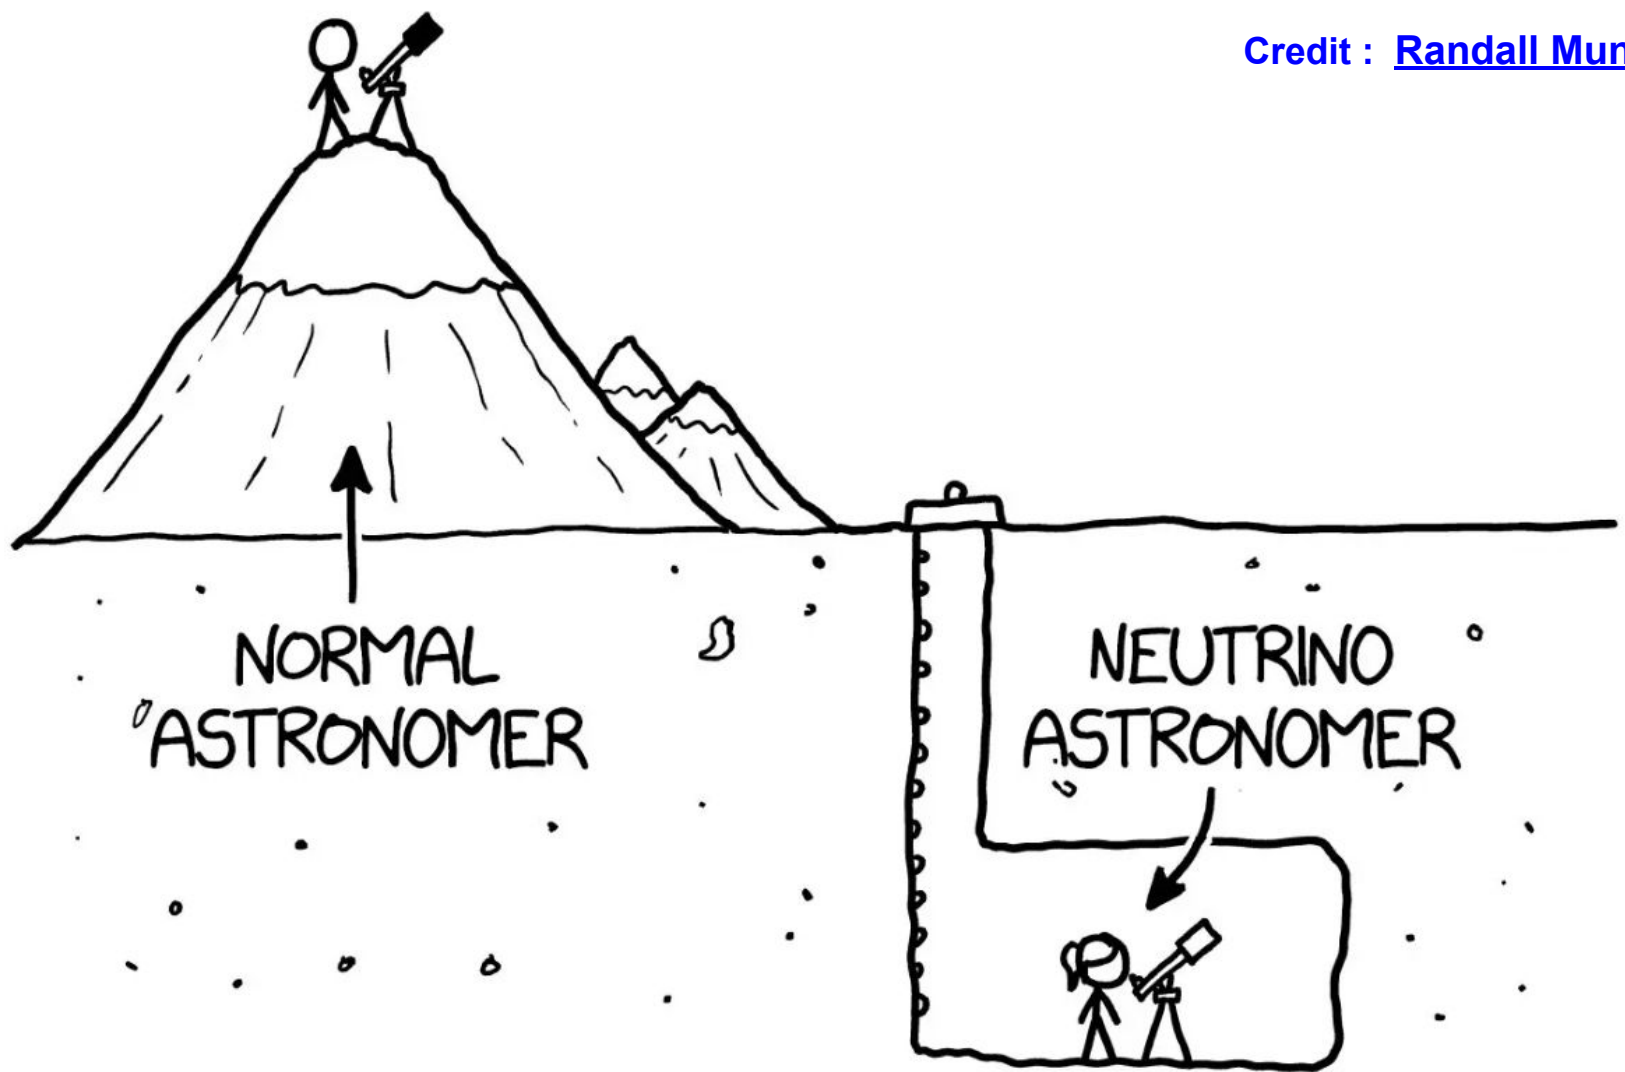 Credit : Randall Mun
NORMAL
ASTRONOMER
NEUTRINO
ASTRONOMER